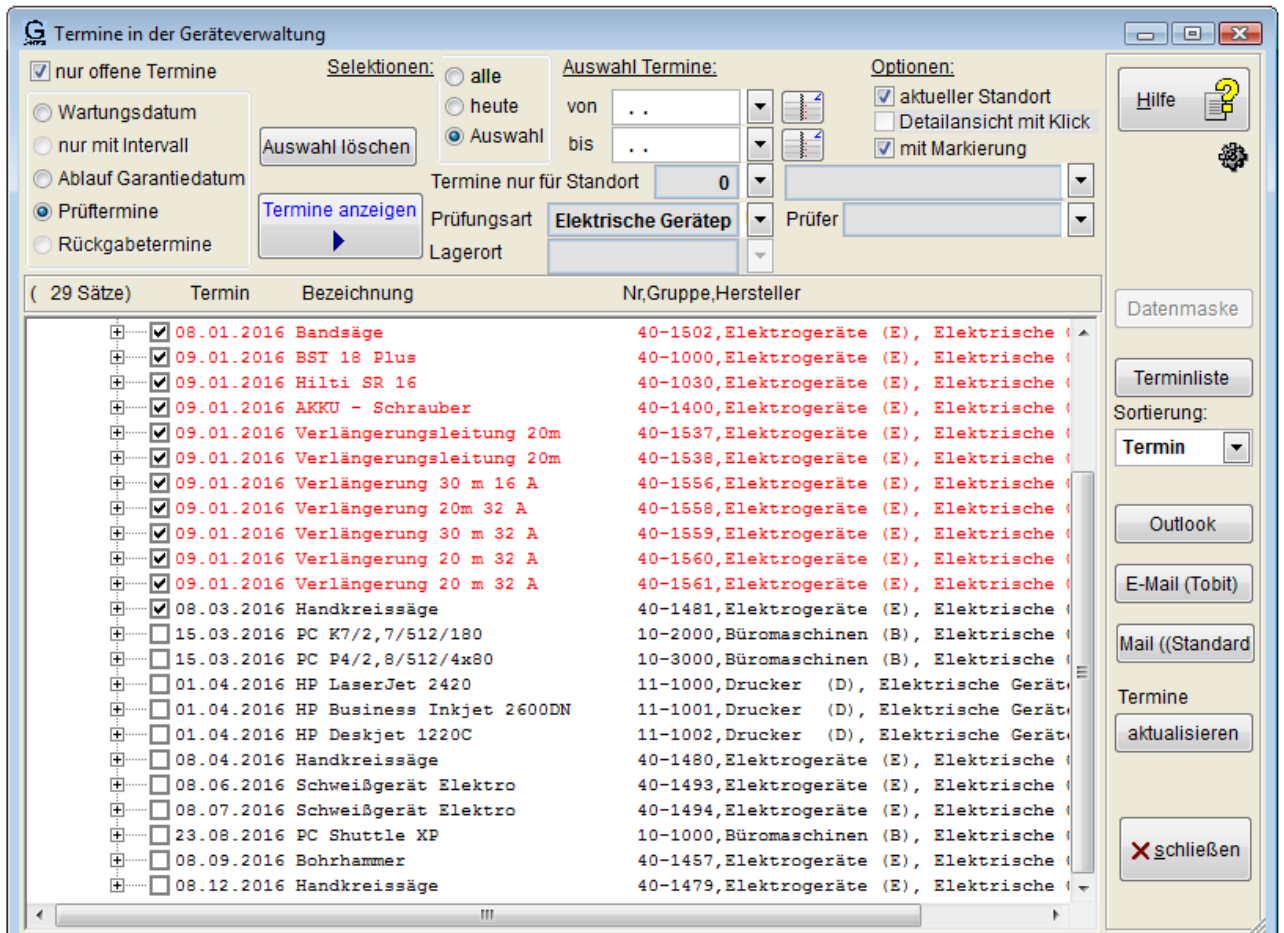 Termine in der Geräteverwaltung
nur offene Termine
Selektionen:
alle
heute
Auswahl
Auswahl Termine:
von . .
bis . .
Optionen:
aktueller Standort
Detailansicht mit Klick
mit Markierung
Hilfe
Wartungsdatum
nur mit Intervall
Ablauf Garantiedatum
Prüftermine
Rückgabetermine
Auswahl löschen
Termine anzeigen
Termine nur für Standort 0
Prüfungsart Elektrische Gerätep Prüfer
Lagerort
( 29 Sätze) Termin Bezeichnung Nr,Gruppe,Hersteller
08.01.2016 Bandsäge 40-1502,Elektrogeräte (E), Elektrische
09.01.2016 BST 18 Plus 40-1000,Elektrogeräte (E), Elektrische
09.01.2016 Hilti SR 16 40-1030,Elektrogeräte (E), Elektrische
09.01.2016 AKKU - Schrauber 40-1400,Elektrogeräte (E), Elektrische
09.01.2016 Verlängerungsleitung 20m 40-1537,Elektrogeräte (E), Elektrische
09.01.2016 Verlängerungsleitung 20m 40-1538,Elektrogeräte (E), Elektrische
09.01.2016 Verlängerung 30 m 16 A 40-1556,Elektrogeräte (E), Elektrische
09.01.2016 Verlängerung 20m 32 A 40-1558,Elektrogeräte (E), Elektrische
09.01.2016 Verlängerung 30 m 32 A 40-1559,Elektrogeräte (E), Elektrische
09.01.2016 Verlängerung 20 m 32 A 40-1560,Elektrogeräte (E), Elektrische
09.01.2016 Verlängerung 20 m 32 A 40-1561,Elektrogeräte (E), Elektrische
08.03.2016 Handkreissäge 40-1481,Elektrogeräte (E), Elektrische
15.03.2016 PC K7/2,7/512/180 10-2000,Büromaschinen (B), Elektrische
15.03.2016 PC P4/2,8/512/4x80 10-3000,Büromaschinen (B), Elektrische
01.04.2016 HP LaserJet 2420 11-1000,Drucker (D), Elektrische Geräte
01.04.2016 HP Business Inkjet 2600DN 11-1001,Drucker (D), Elektrische Geräte
01.04.2016 HP Deskjet 1220C 11-1002,Drucker (D), Elektrische Geräte
08.04.2016 Handkreissäge 40-1480,Elektrogeräte (E), Elektrische
08.06.2016 Schweißgerät Elektro 40-1493,Elektrogeräte (E), Elektrische
08.07.2016 Schweißgerät Elektro 40-1494,Elektrogeräte (E), Elektrische
23.08.2016 PC Shuttle XP 10-1000,Büromaschinen (B), Elektrische
08.09.2016 Bohrhammer 40-1457,Elektrogeräte (E), Elektrische
08.12.2016 Handkreissäge 40-1479,Elektrogeräte (E), Elektrische
Datenmaske
Terminliste
Sortierung:
Termin
Outlook
E-Mail (Tobit)
Mail ((Standard
Termine
aktualisieren
schließen